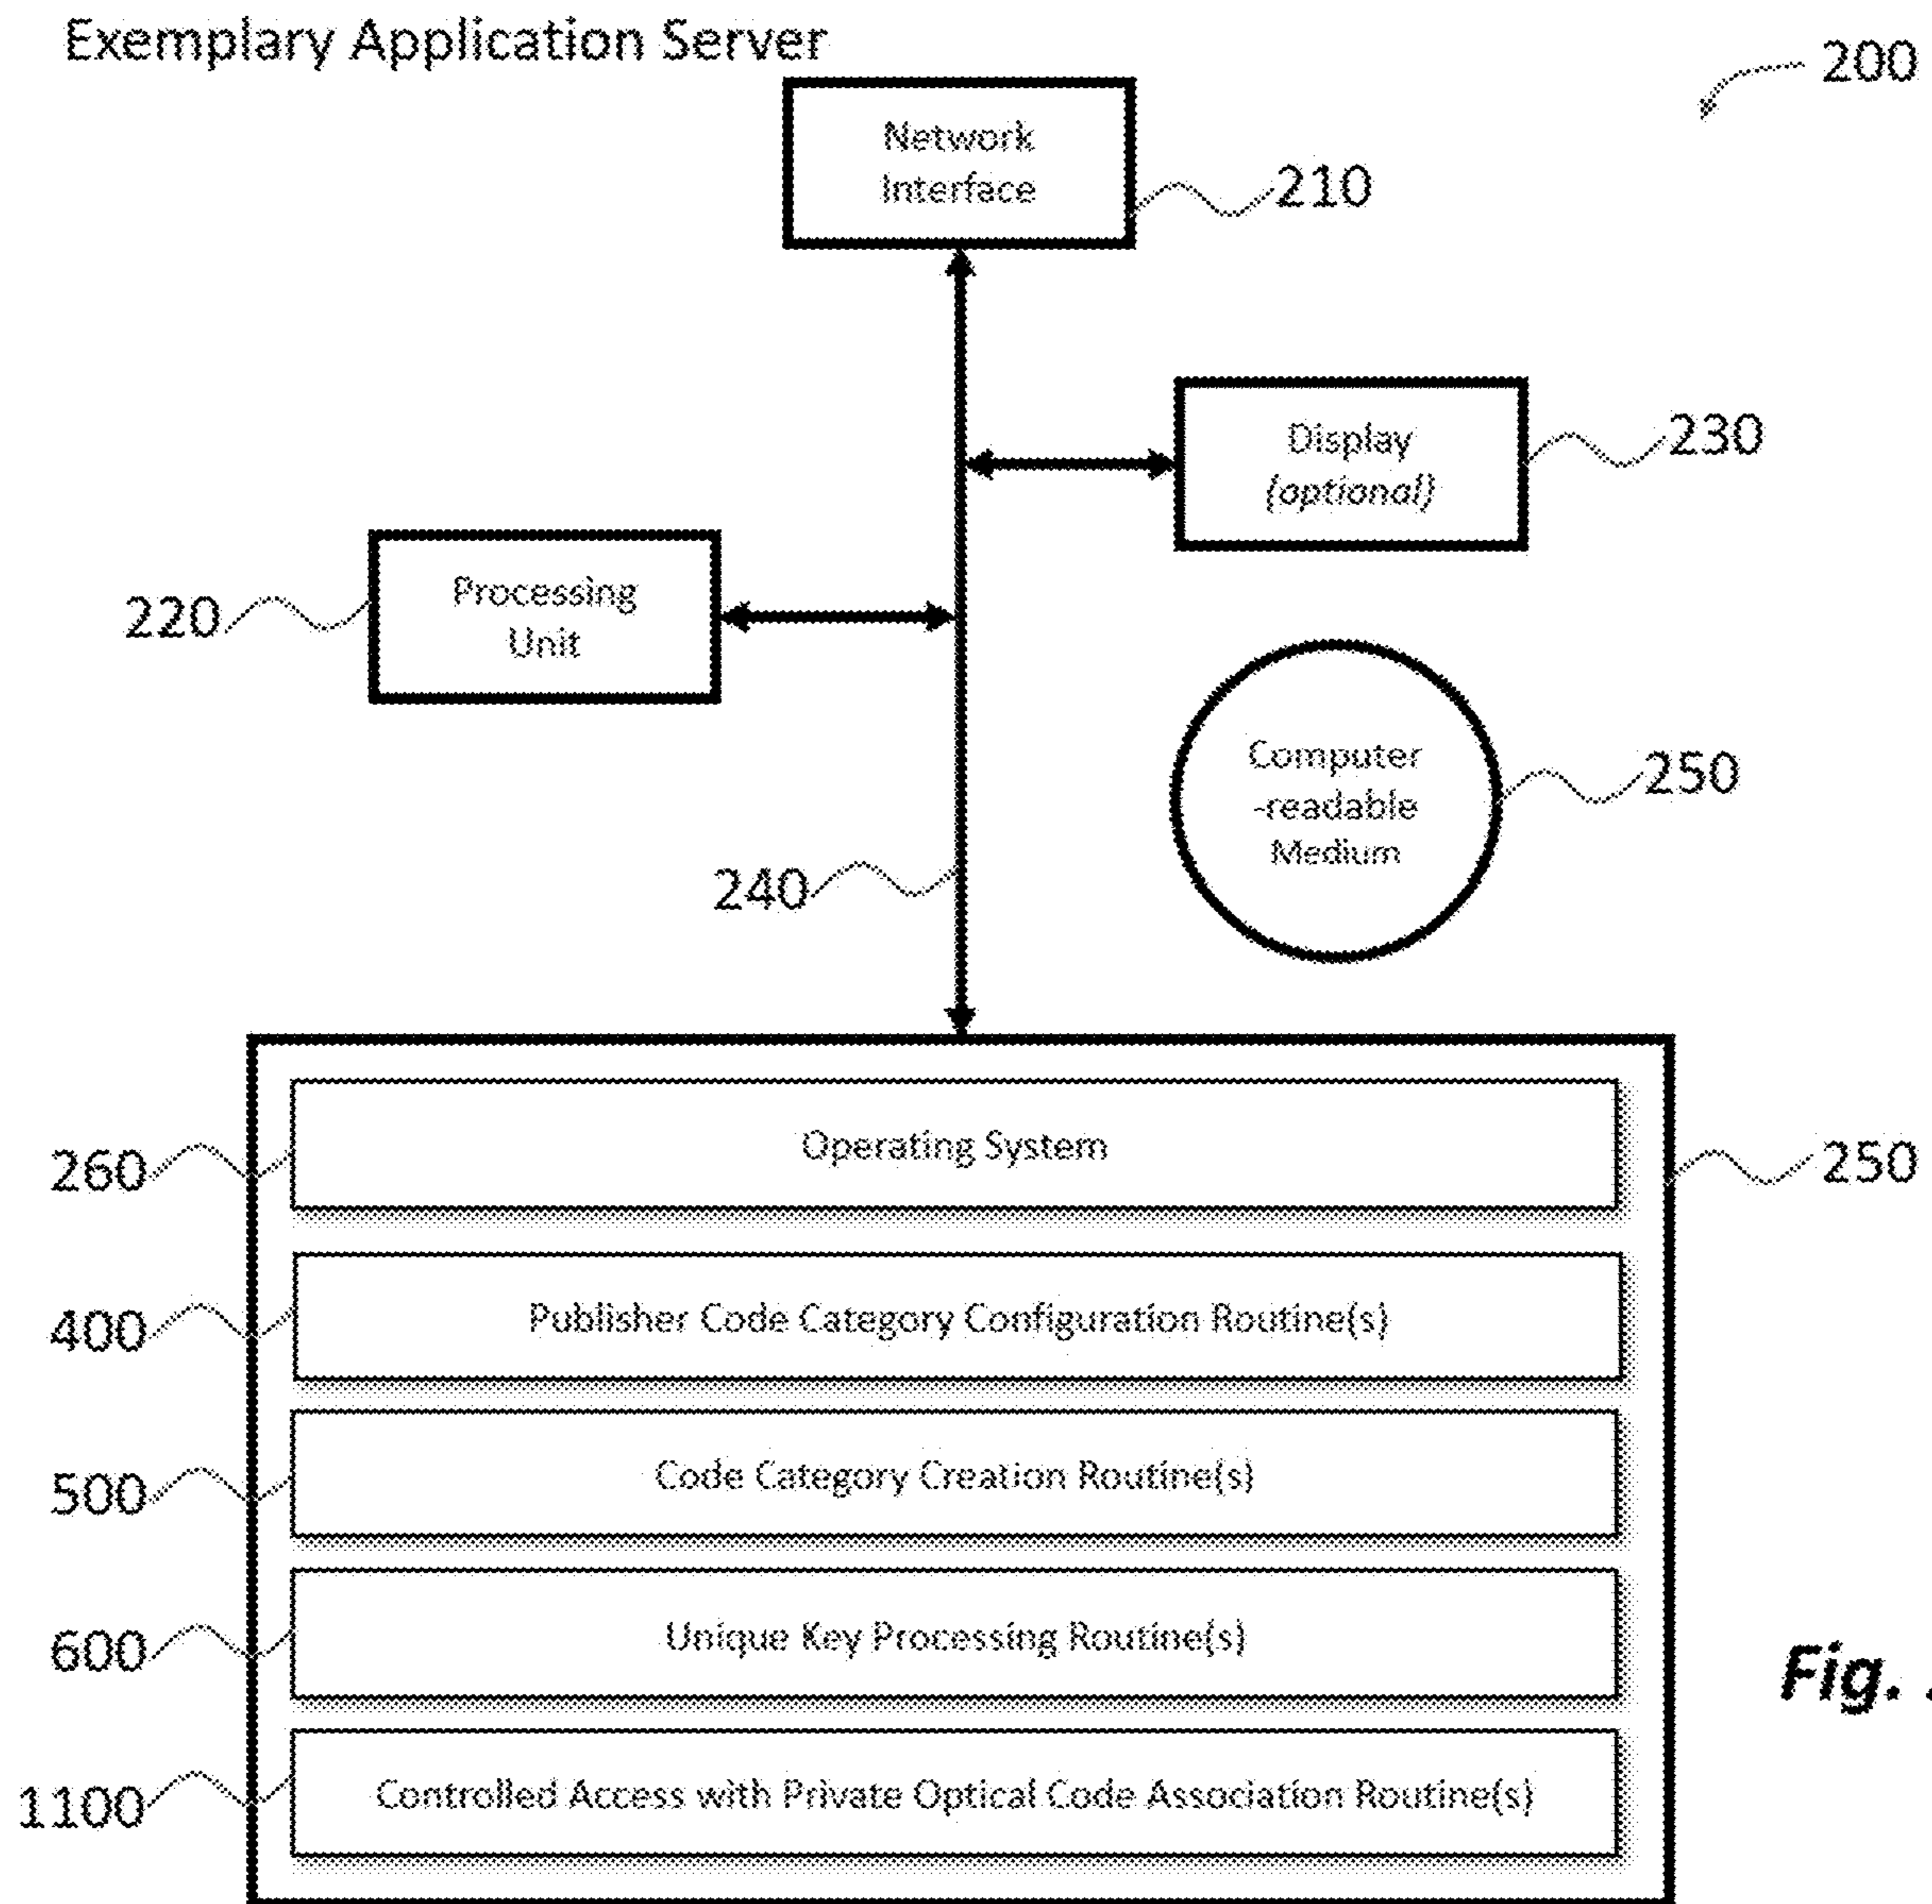 Exemplary Application Server
200
Network
Interface
210
Display
(optional)
230
Processing
Unit
220
Computer
-readable
Medium
250
240
Operating System
260
250
Publisher Code Category Configuration Routine(s)
400
Code Category Creation Routine(s)
500
Unique Key Processing Routine(s)
600
Fig.
Controlled Access with Private Optical Code Association Routine(s)
1100